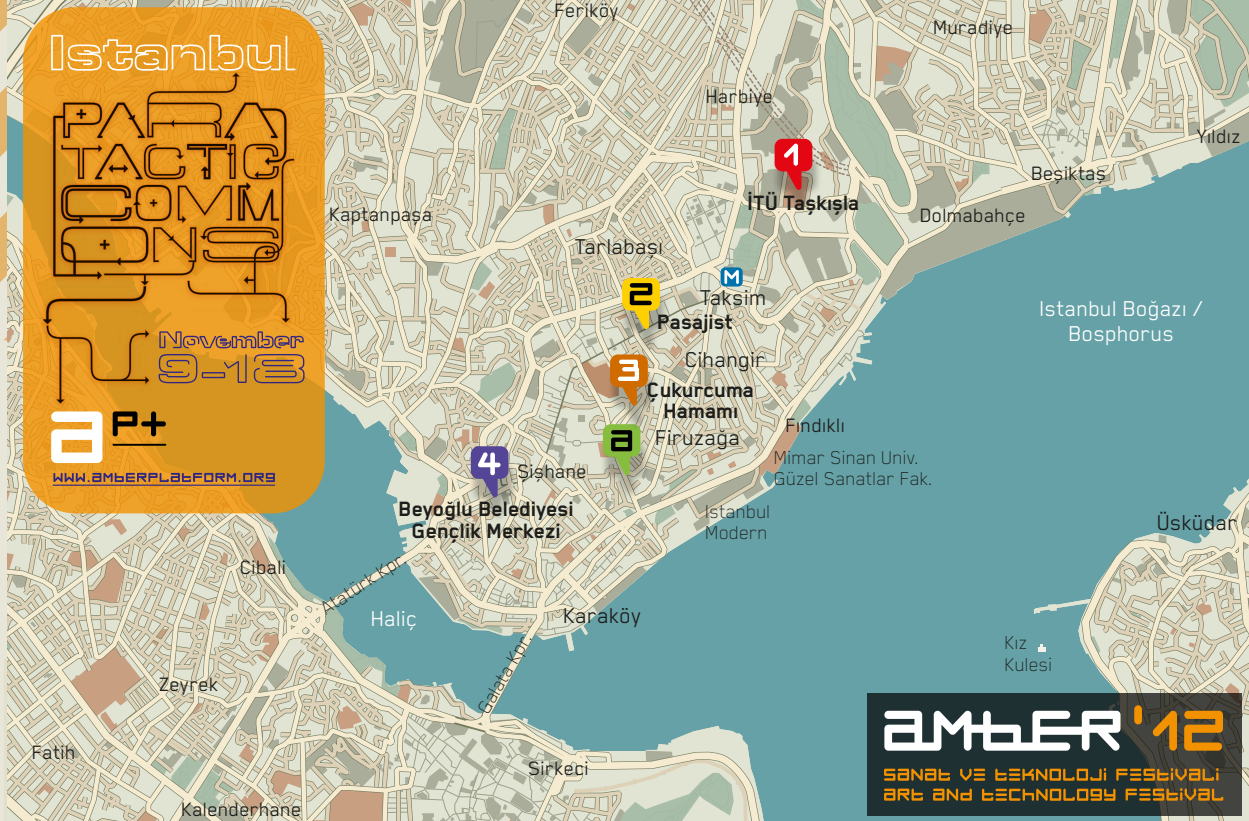 Istanbul
PARA
TACTIC
COMM
ONS
November
9-18
a P+
www.amberplatform.org
Feriköy
Muradiye
Harbiye
Yıldız
1
Beşiktaş
İTÜ Taşkışla
Kaptanpaşa
Dolmabahçe
Tarlabaşı
M
2
Taksim
Pasajist
Istanbul Boğazı /
Bosphorus
Cihangir
3
Çukurcuma
Hamamı
Fındıklı
a
Firuzağa
Mimar Sinan Univ.
Güzel Sanatlar Fak.
4
Şişhane
Beyoğlu Belediyesi
Gençlik Merkezi
Istanbul
Modern
Üsküdar
Cibali
Atatürk Kpr.
Haliç
Karaköy
Kız
Kulesi
Galata Kpr.
Zeyrek
Fatih
Sirkeci
Kalenderhane
amber '12
sanat ve teknoloji festivali
art and technology festival